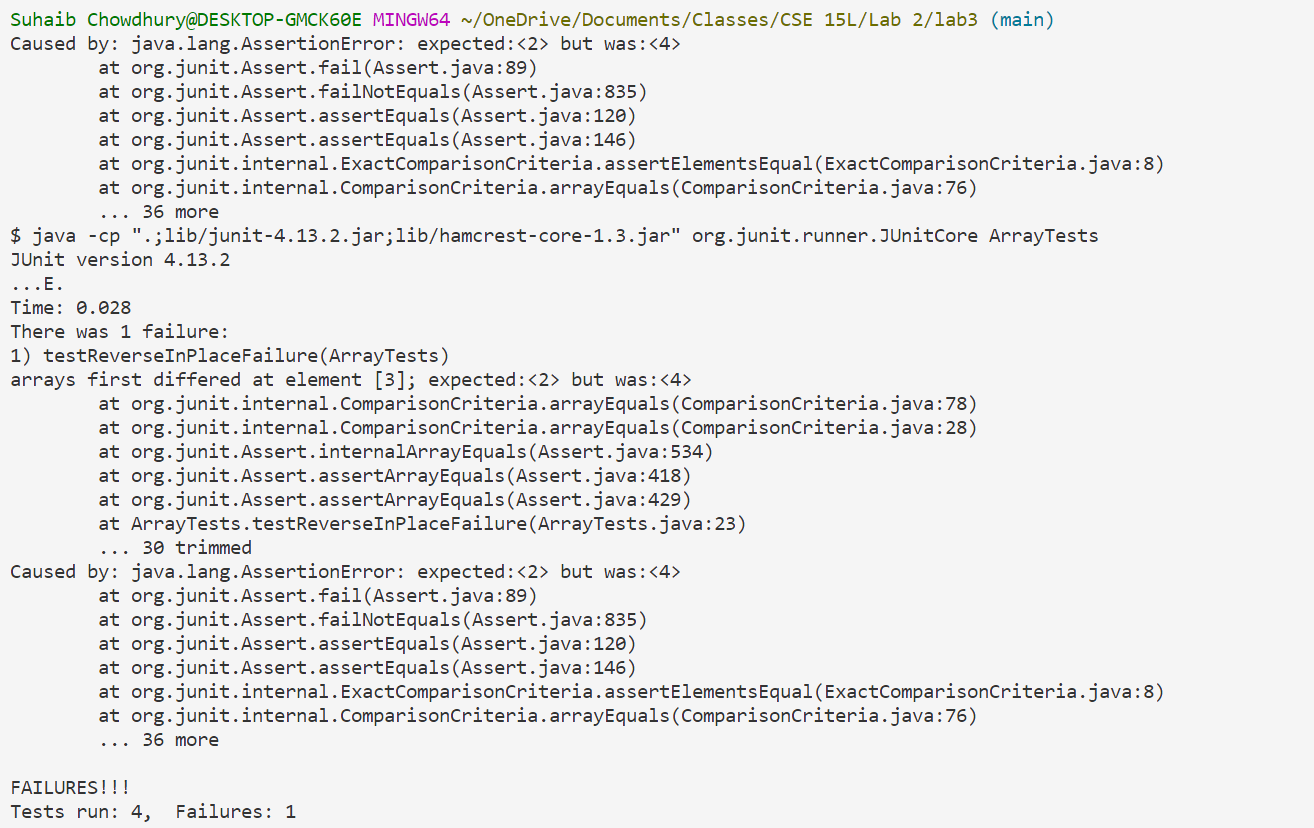 Suhaib Chowdhury@DESKTOP-GMCK60E MINGW64 ~/OneDrive/Documents/Classes/CSE 15L/Lab 2/lab3 (main)
Caused by: java.lang.AssertionError: expected:<2> but was:<4>
        at org.junit.Assert.fail(Assert.java:89)
        at org.junit.Assert.failNotEquals(Assert.java:835)
        at org.junit.Assert.assertEquals(Assert.java:120)
        at org.junit.Assert.assertEquals(Assert.java:146)
        at org.junit.internal.ExactComparisonCriteria.assertElementsEqual(ExactComparisonCriteria.java:8)
        at org.junit.internal.ComparisonCriteria.arrayEquals(ComparisonCriteria.java:76)
        ... 36 more
$ java -cp ".;lib/junit-4.13.2.jar;lib/hamcrest-core-1.3.jar" org.junit.runner.JUnitCore ArrayTests
JUnit version 4.13.2
...E.
Time: 0.028
There was 1 failure:
1) testReverseInPlaceFailure(ArrayTests)
arrays first differed at element [3]; expected:<2> but was:<4>
        at org.junit.internal.ComparisonCriteria.arrayEquals(ComparisonCriteria.java:78)
        at org.junit.internal.ComparisonCriteria.arrayEquals(ComparisonCriteria.java:28)
        at org.junit.Assert.internalArrayEquals(Assert.java:534)
        at org.junit.Assert.assertArrayEquals(Assert.java:418)
        at org.junit.Assert.assertArrayEquals(Assert.java:429)
        at ArrayTests.testReverseInPlaceFailure(ArrayTests.java:23)
        ... 30 trimmed
Caused by: java.lang.AssertionError: expected:<2> but was:<4>
        at org.junit.Assert.fail(Assert.java:89)
        at org.junit.Assert.failNotEquals(Assert.java:835)
        at org.junit.Assert.assertEquals(Assert.java:120)
        at org.junit.Assert.assertEquals(Assert.java:146)
        at org.junit.internal.ExactComparisonCriteria.assertElementsEqual(ExactComparisonCriteria.java:8)
        at org.junit.internal.ComparisonCriteria.arrayEquals(ComparisonCriteria.java:76)
        ... 36 more

FAILURES!!!
Tests run: 4,  Failures: 1